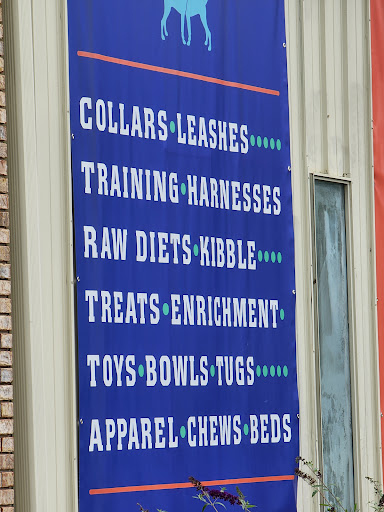 COLLARS•LEASHES•••••
TRAINING•HARNESSES
RAW DIETS•KIBBLE••••
TREATS•ENRICHMENT•
TOYS•BOWLS•TUGS•••••
APPAREL•CHEWS•BEDS